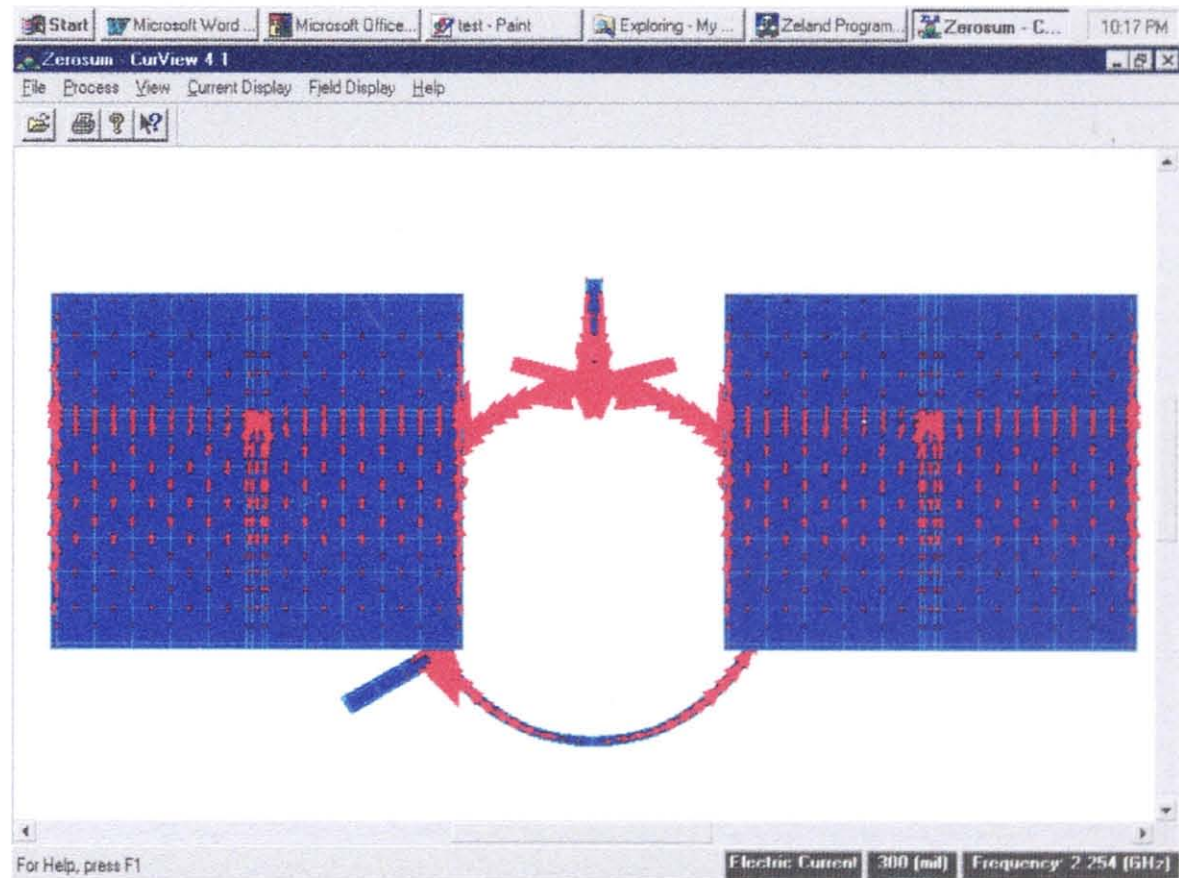 Start Microsoft Word ... Microsoft Office... test - Paint Exploring - My ... Zeland Program... Zerosum - C... 10:17 PM
Zerosum - CurView 4.1
File Process View Current Display Field Display Help
For Help, press F1 Electric Current 300 (mil) Frequency: 2.254 (GHz)